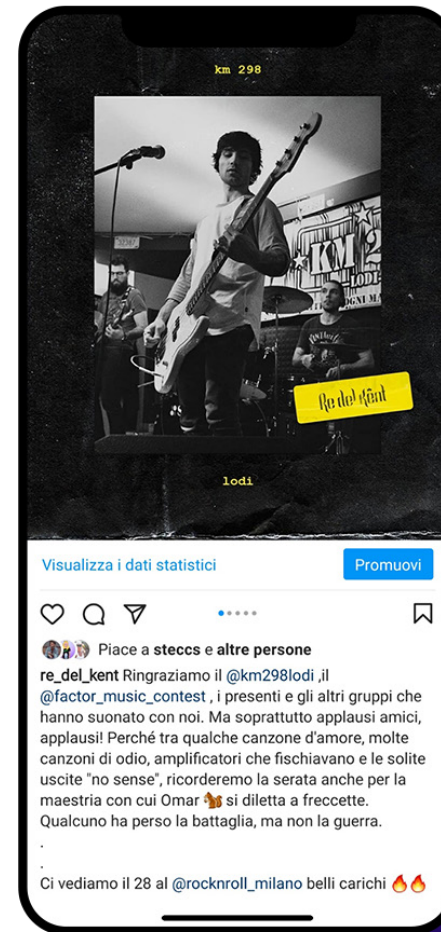 km 298
KM 2
LODI
OGNI MA
Re del Kent
lodi
Visualizza i dati statistici
Promuovi
Piace a steccs e altre persone
re_del_kent Ringraziamo il @km298lodi ,il
@factor_music_contest , i presenti e gli altri gruppi che
hanno suonato con noi. Ma soprattutto applausi amici,
applausi! Perché tra qualche canzone d'amore, molte
canzoni di odio, amplificatori che fischiavano e le solite
uscite "no sense", ricorderemo la serata anche per la
maestria con cui Omar 🐿️ si diletta a freccette.
Qualcuno ha perso la battaglia, ma non la guerra.
.
.
Ci vediamo il 28 al @rocknroll_milano belli carichi 🔥🔥